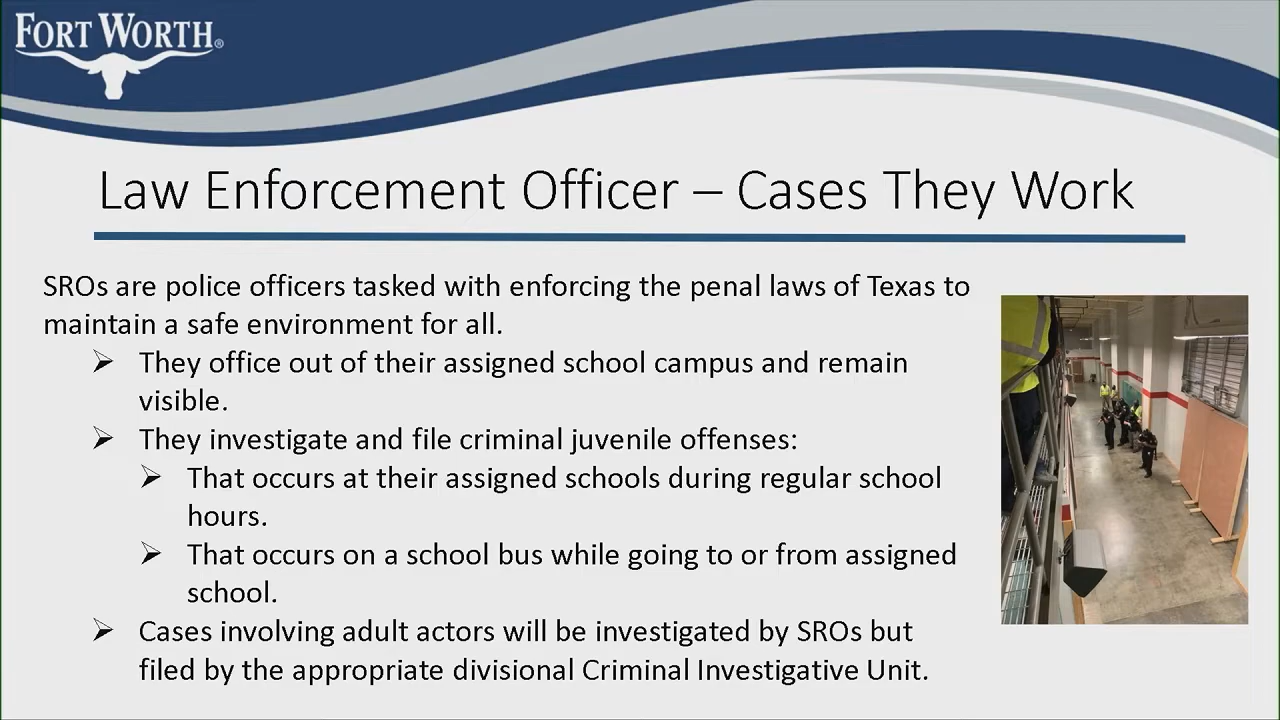 FORT WORTH®
Law Enforcement Officer – Cases They Work
SROs are police officers tasked with enforcing the penal laws of Texas to
maintain a safe environment for all.
➢ They office out of their assigned school campus and remain
visible.
➢ They investigate and file criminal juvenile offenses:
➢ That occurs at their assigned schools during regular school
hours.
➢ That occurs on a school bus while going to or from assigned
school.
➢ Cases involving adult actors will be investigated by SROs but
filed by the appropriate divisional Criminal Investigative Unit.